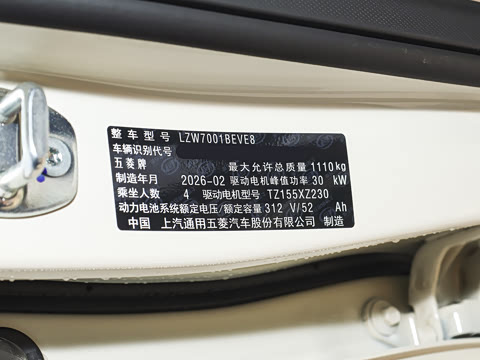 整车型号 LZW7001BEVE8
车辆识别代号
五菱牌 最大允许总质量 1110kg
制造年月 2026-02 驱动电机峰值功率 30 kW
乘坐人数 4 驱动电机型号 TZ155XZ230
动力电池系统额定电压/额定容量 312 V/52 Ah
中国 上汽通用五菱汽车股份有限公司 制造